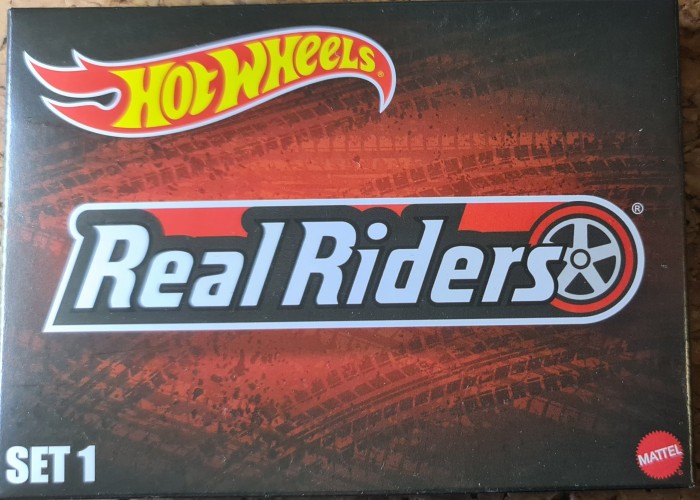 HOT WHEELS®
Real Riders®
SET 1
MATTEL